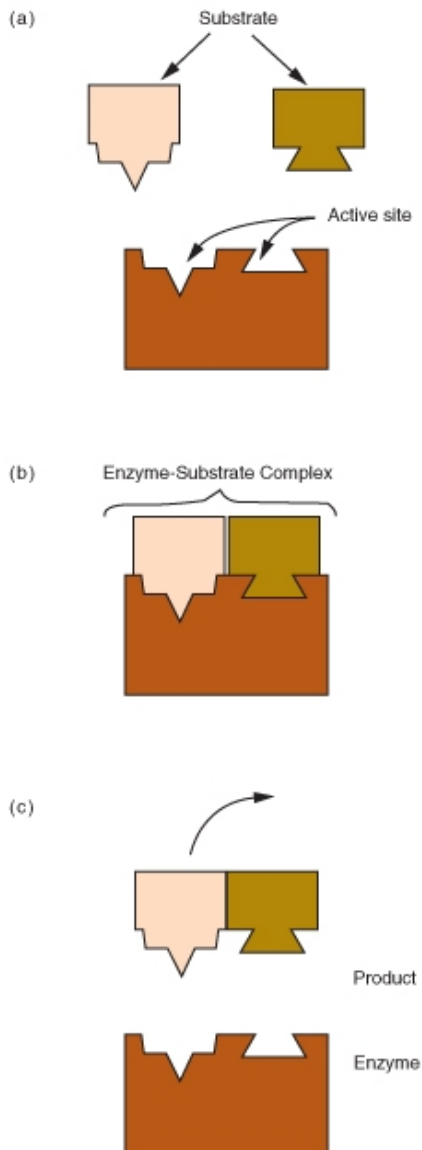 (a)
Substrate
Active site
(b)
Enzyme-Substrate Complex
(c)
Product
Enzyme